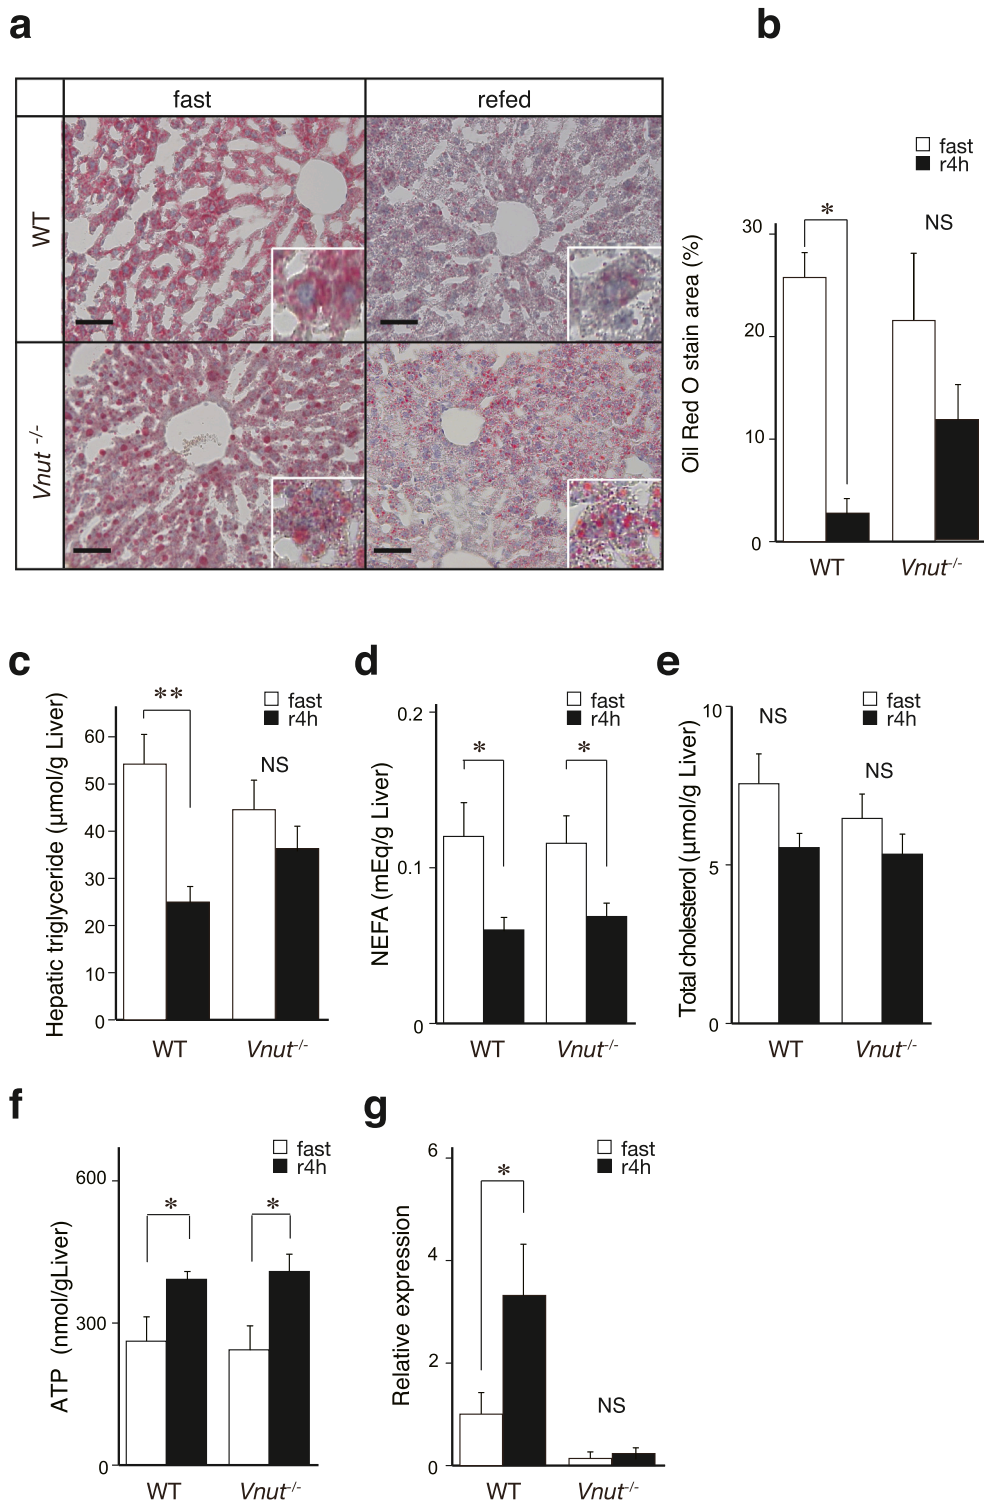 a
fast
refed
WT
Vnut -/-
b
fast
r4h
Oil Red O stain area (%)
30
20
10
0
*
NS
WT
Vnut-/-
c
fast
r4h
Hepatic triglyceride (µmol/g Liver)
60
50
40
30
20
10
0
**
NS
WT
Vnut-/-
d
fast
r4h
NEFA (mEq/g Liver)
0.2
0.1
0
*
*
WT
Vnut-/-
e
fast
r4h
Total cholesterol (µmol/g Liver)
10
5
0
NS
NS
WT
Vnut-/-
f
fast
r4h
ATP (nmol/gLiver)
600
300
0
*
*
WT
Vnut-/-
g
fast
r4h
Relative expression
6
4
2
0
*
NS
WT
Vnut-/-